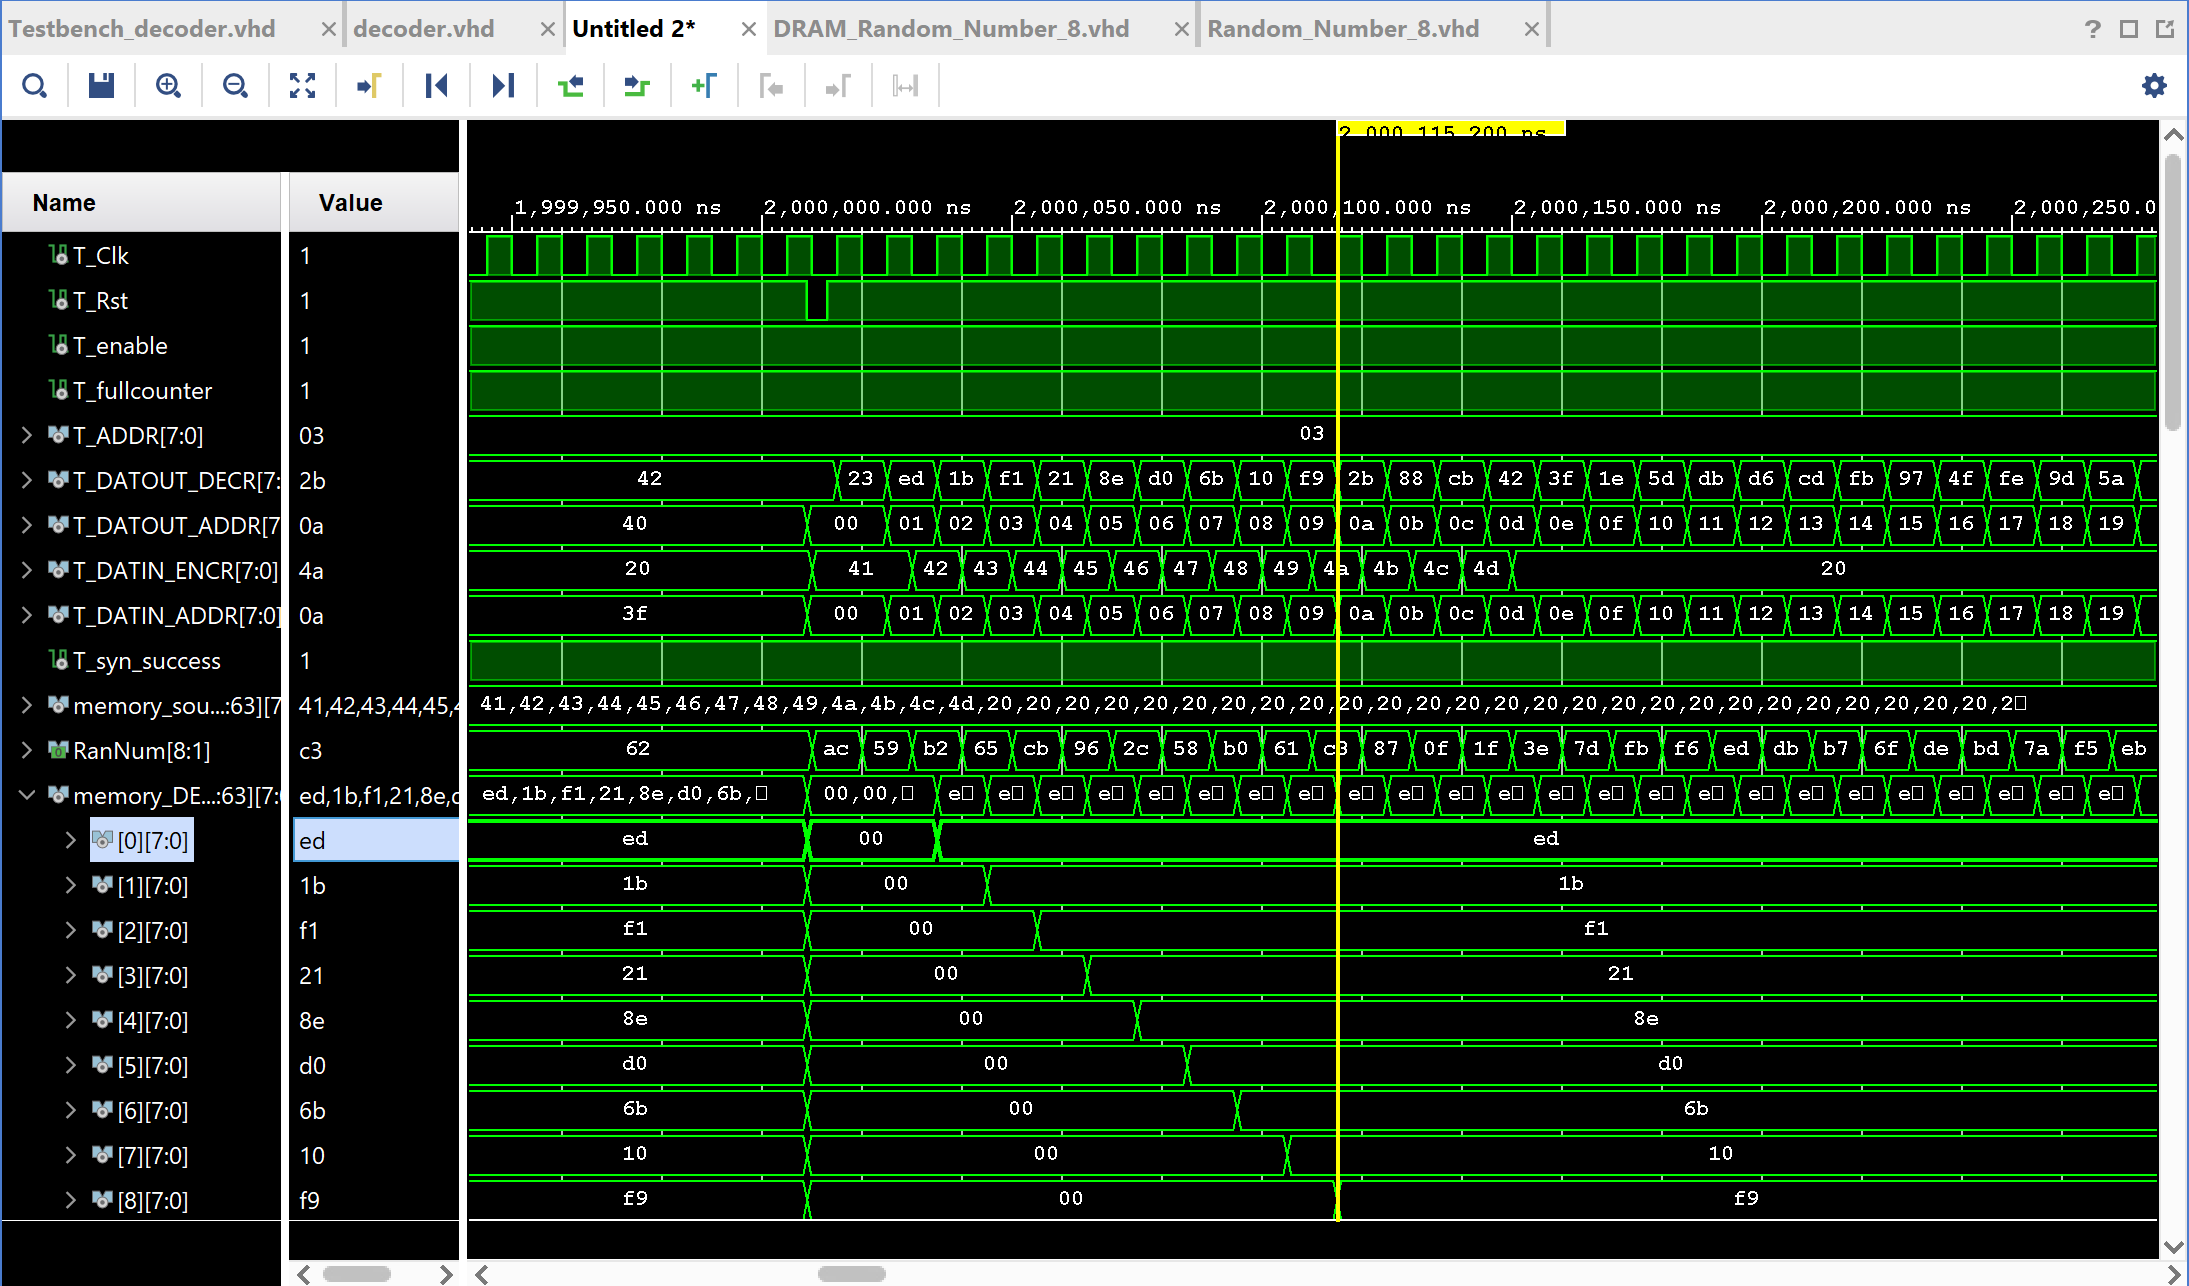 Testbench_decoder.vhd decoder.vhd Untitled 2* DRAM_Random_Number_8.vhd Random_Number_8.vhd
2,000,115.200 ns
Name Value 1,999,950.000 ns 2,000,000.000 ns 2,000,050.000 ns 2,000,100.000 ns 2,000,150.000 ns 2,000,200.000 ns 2,000,250.0
T_Clk 1
T_Rst 1
T_enable 1
T_fullcounter 1
T_ADDR[7:0] 03 03
T_DATOUT_DECR[7: 2b 42 23 ed 1b f1 21 8e d0 6b 10 f9 2b 88 cb 42 3f 1e 5d db d6 cd fb 97 4f fe 9d 5a
T_DATOUT_ADDR[7 0a 40 00 01 02 03 04 05 06 07 08 09 0a 0b 0c 0d 0e 0f 10 11 12 13 14 15 16 17 18 19
T_DATIN_ENCR[7:0] 4a 20 41 42 43 44 45 46 47 48 49 4a 4b 4c 4d 20
T_DATIN_ADDR[7:0] 0a 3f 00 01 02 03 04 05 06 07 08 09 0a 0b 0c 0d 0e 0f 10 11 12 13 14 15 16 17 18 19
T_syn_success 1
memory_sou...:63][7 41,42,43,44,45,4 41,42,43,44,45,46,47,48,49,4a,4b,4c,4d,20,20,20,20,20,20,20,20,20,20,20,20,20,20,20,20,20,20,20,20,20,20,20,20,20,2
RanNum[8:1] c3 62 ac 59 b2 65 cb 96 2c 58 b0 61 c3 87 0f 1f 3e 7d fb f6 ed db b7 6f de bd 7a f5 eb
memory_DE...:63][7:0 ed,1b,f1,21,8e,d ed,1b,f1,21,8e,d0,6b, 00,00, e e e e e e e e e e e e e e e e e e e e e e e e
[0][7:0] ed ed 00 ed
[1][7:0] 1b 1b 00 1b
[2][7:0] f1 f1 00 f1
[3][7:0] 21 21 00 21
[4][7:0] 8e 8e 00 8e
[5][7:0] d0 d0 00 d0
[6][7:0] 6b 6b 00 6b
[7][7:0] 10 10 00 10
[8][7:0] f9 f9 00 f9